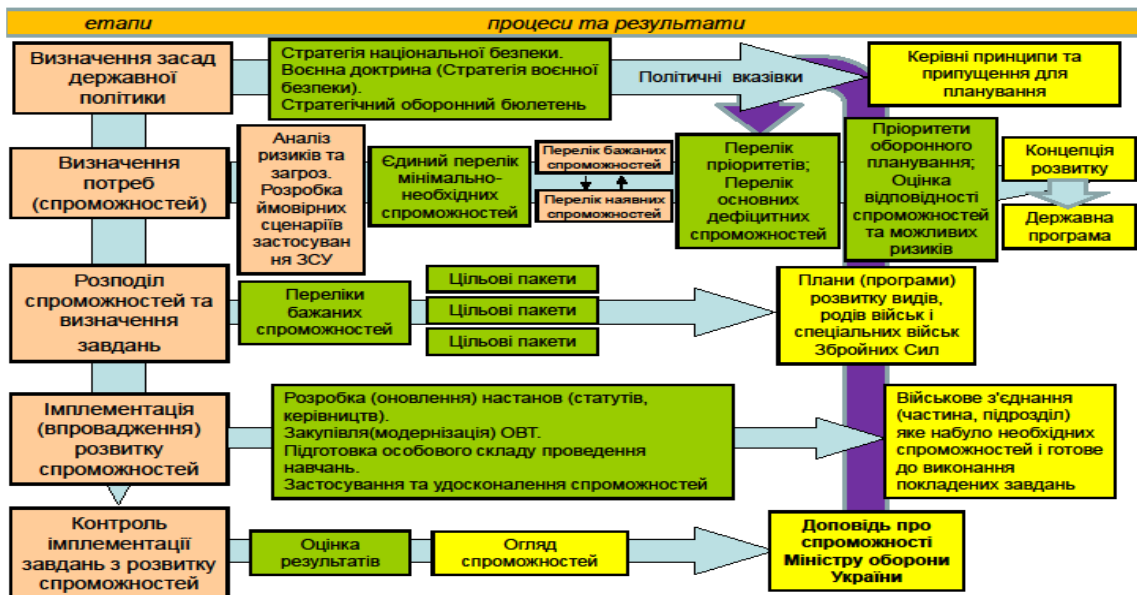 етапи
процеси та результати
Визначення засад
державної
політики
Стратегія національної безпеки.
Воєнна доктрина (Стратегія воєнної
безпеки).
Стратегічний оборонний бюлетень
Політичні вказівки
Керівні принципи та
припущення для
планування
Визначення
потреб
(спроможностей)
Аналіз
ризиків та
загроз.
Розробка
ймовірних
сценаріїв
застосуван
ня ЗСУ
Єдиний перелік
мінімально-
необхідних
спроможностей
Перелік бажаних
спроможностей
Перелік наявних
спроможностей
Перелік
пріоритетів;
Перелік
основних
дефіцитних
спроможностей
Пріоритети
оборонного
планування;
Оцінка
відповідності
спроможностей
та можливих
ризиків
Концепція
розвитку
Державна
програма
Розподіл
спроможностей та
визначення
завдань
Переліки
бажаних
спроможностей
Цільові пакети
Цільові пакети
Цільові пакети
Плани (програми)
розвитку видів,
родів військ і
спеціальних військ
Збройних Сил
Імплементація
(впровадження)
розвитку
спроможностей
Розробка (оновлення) настанов (статутів,
керівництв).
Закупівля(модернізація) ОВТ.
Підготовка особового складу проведення
навчань.
Застосування та удосконалення спроможностей
Військове з'єднання
(частина, підрозділ)
яке набуло необхідних
спроможностей і готове
до виконання
покладених завдань
Контроль
імплементації
завдань з розвитку
спроможностей
Оцінка
результатів
Огляд
спроможностей
Доповідь про
спроможності
Міністру оборони
України